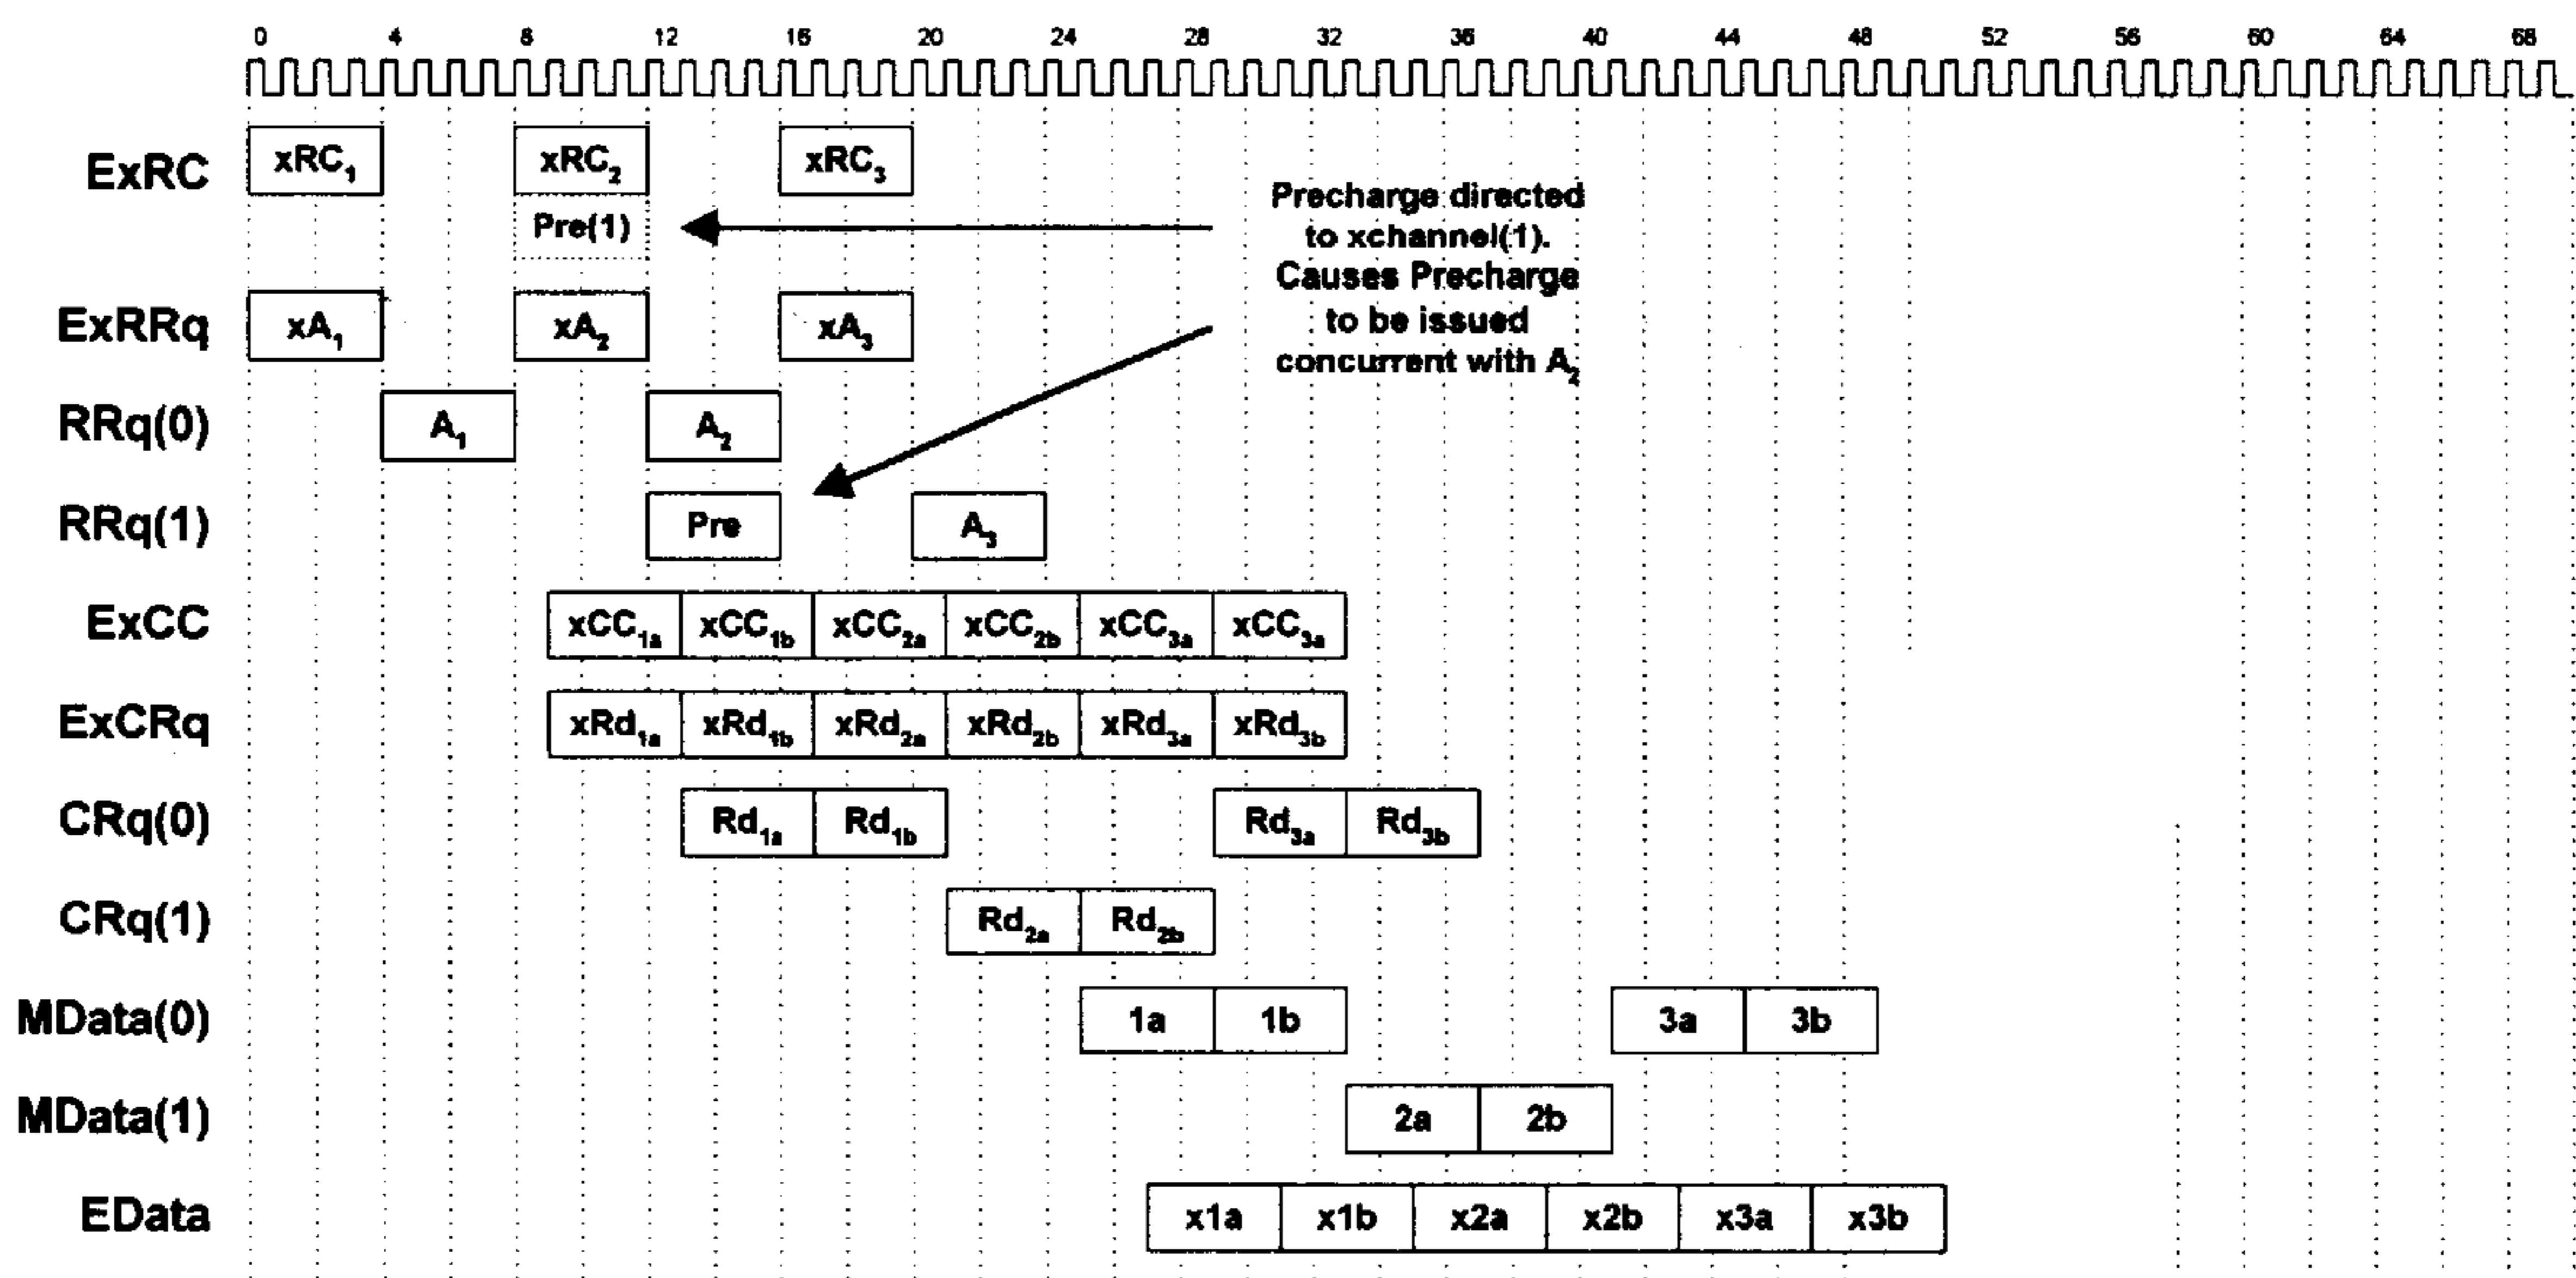 0 4 8 12 16 20 24 28 32 36 40 44 48 52 56 60 64 68
ExRC xRC1 xRC2 xRC3
Pre(1)
Precharge directed
to xchannel(1).
Causes Precharge
to be issued
concurrent with A2
ExRRq xA1 xA2 xA3
RRq(0) A1 A2
RRq(1) Pre A3
ExCC xCC1a xCC1b xCC2a xCC2b xCC3a xCC3a
ExCRq xRd1a xRd1b xRd2a xRd2b xRd3a xRd3b
CRq(0) Rd1a Rd1b Rd3a Rd3b
CRq(1) Rd2a Rd2b
MData(0) 1a 1b 3a 3b
MData(1) 2a 2b
EData x1a x1b x2a x2b x3a x3b